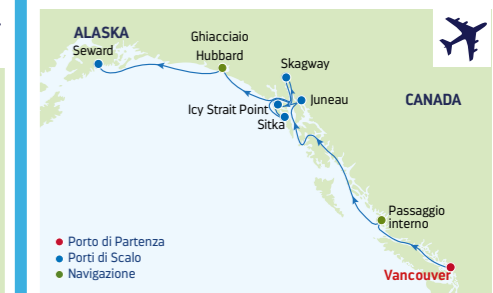 ALASKA
Seward
Ghiacciaio
Hubbard
Skagway
Juneau
CANADA
Icy Strait Point
Sitka
Passaggio
interno
Vancouver
Porto di Partenza
Porti di Scalo
Navigazione